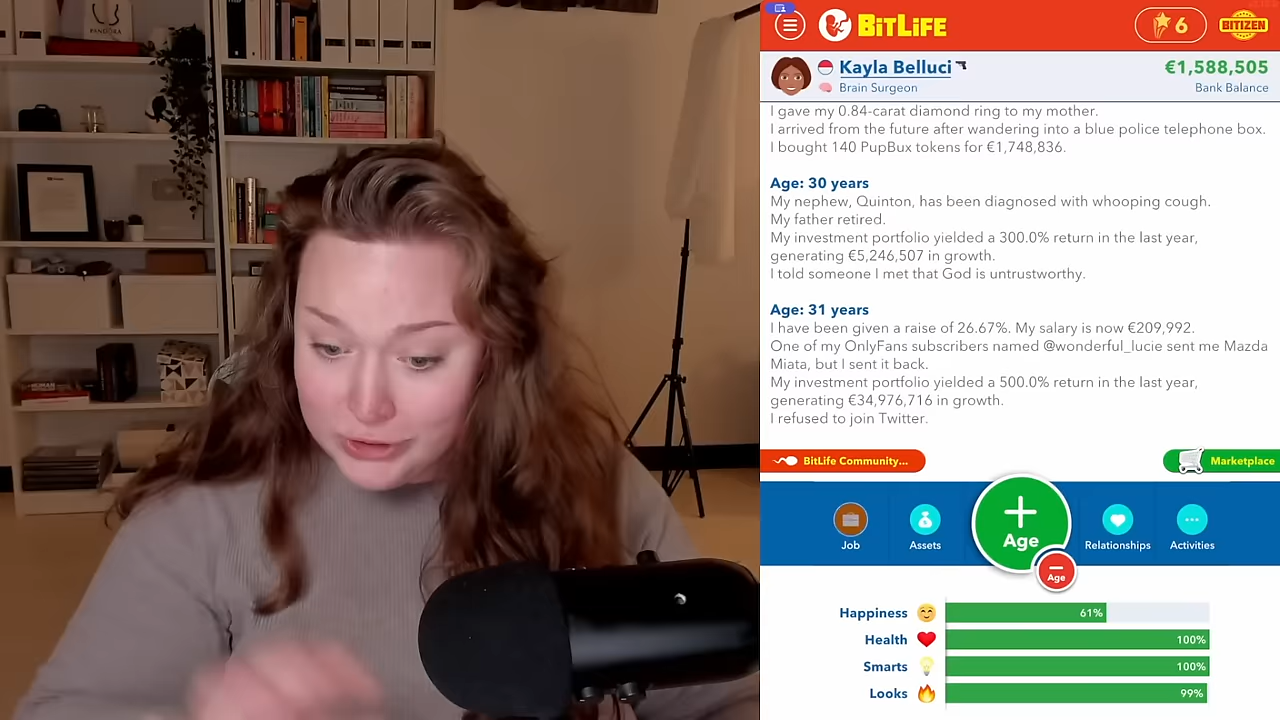 PANDORA
BITLIFE
6
BITIZEN
Kayla Belluci
€1,588,505
Brain Surgeon
Bank Balance
I gave my 0.84-carat diamond ring to my mother.
I arrived from the future after wandering into a blue police telephone box.
I bought 140 PupBux tokens for €1,748,836.
Age: 30 years
My nephew, Quinton, has been diagnosed with whooping cough.
My father retired.
My investment portfolio yielded a 300.0% return in the last year,
generating €5,246,507 in growth.
I told someone I met that God is untrustworthy.
Age: 31 years
I have been given a raise of 26.67%. My salary is now €209,992.
One of my OnlyFans subscribers named @wonderful_lucie sent me Mazda
Miata, but I sent it back.
My investment portfolio yielded a 500.0% return in the last year,
generating €34,976,716 in growth.
I refused to join Twitter.
BitLife Community...
Marketplace
Job
Assets
+
Age
−
Age
Relationships
Activities
Happiness 61%
Health 100%
Smarts 100%
Looks 99%